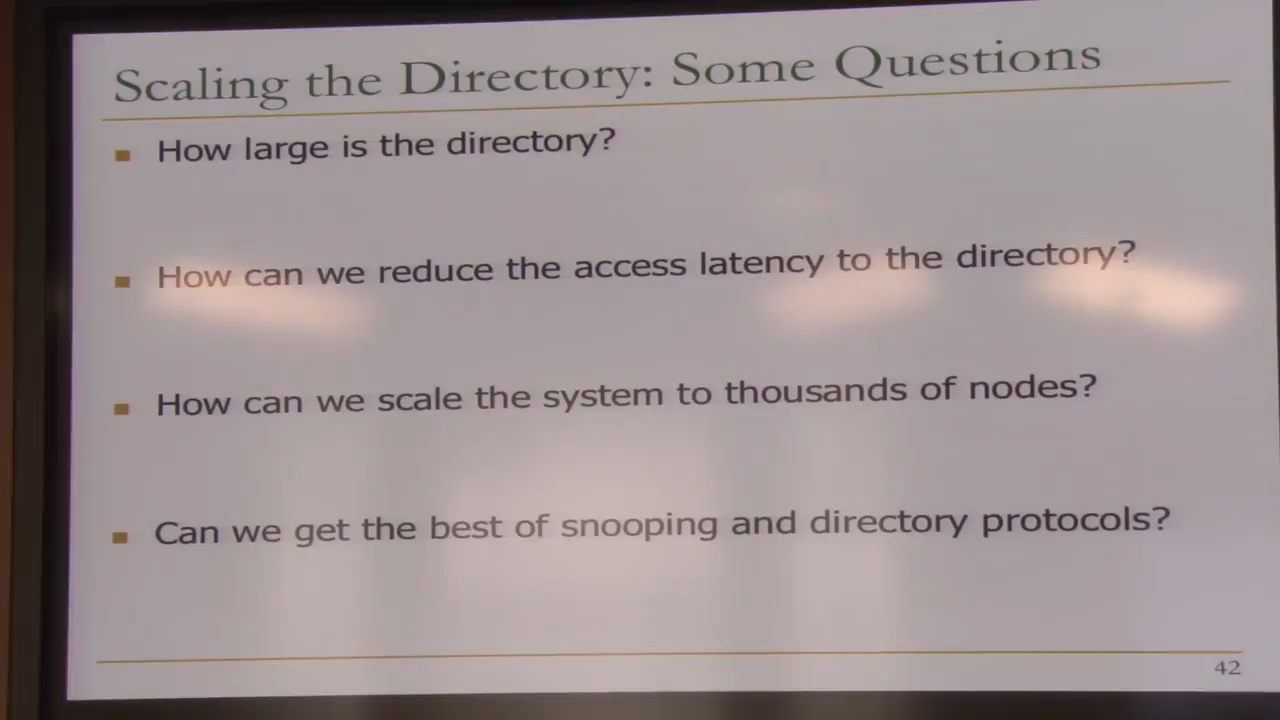 Scaling the Directory: Some Questions
How large is the directory?
How can we reduce the access latency to the directory?
How can we scale the system to thousands of nodes?
Can we get the best of snooping and directory protocols?
42